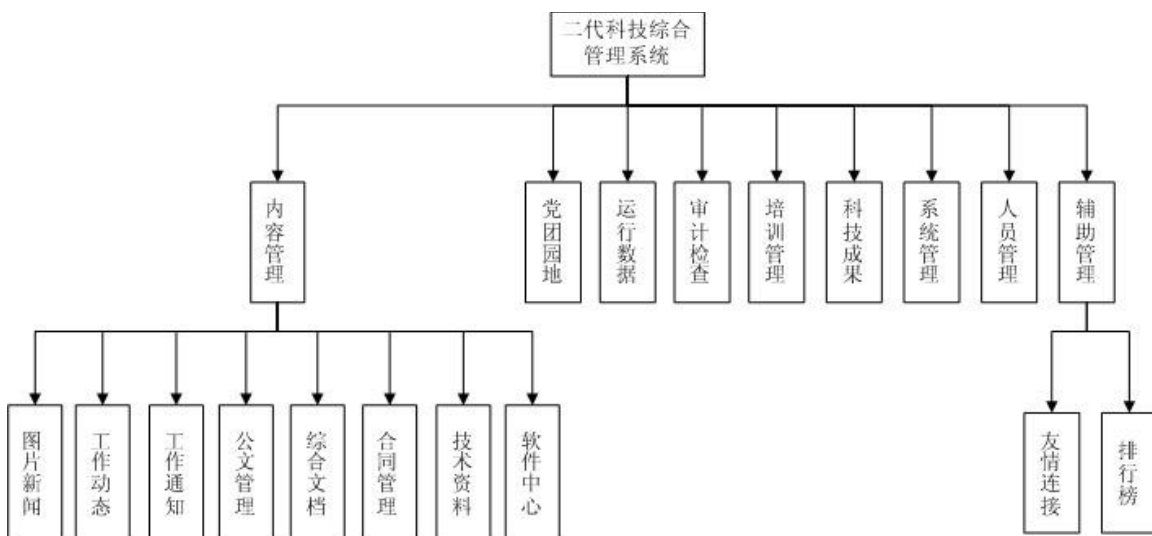 二代科技综合
管理系统
内容管理
党团园地
运行数据
审计检查
培训管理
科技成果
系统管理
人员管理
辅助管理
图片新闻
工作动态
工作通知
公文管理
综合文档
合同管理
技术资料
软件中心
友情连接
排行榜